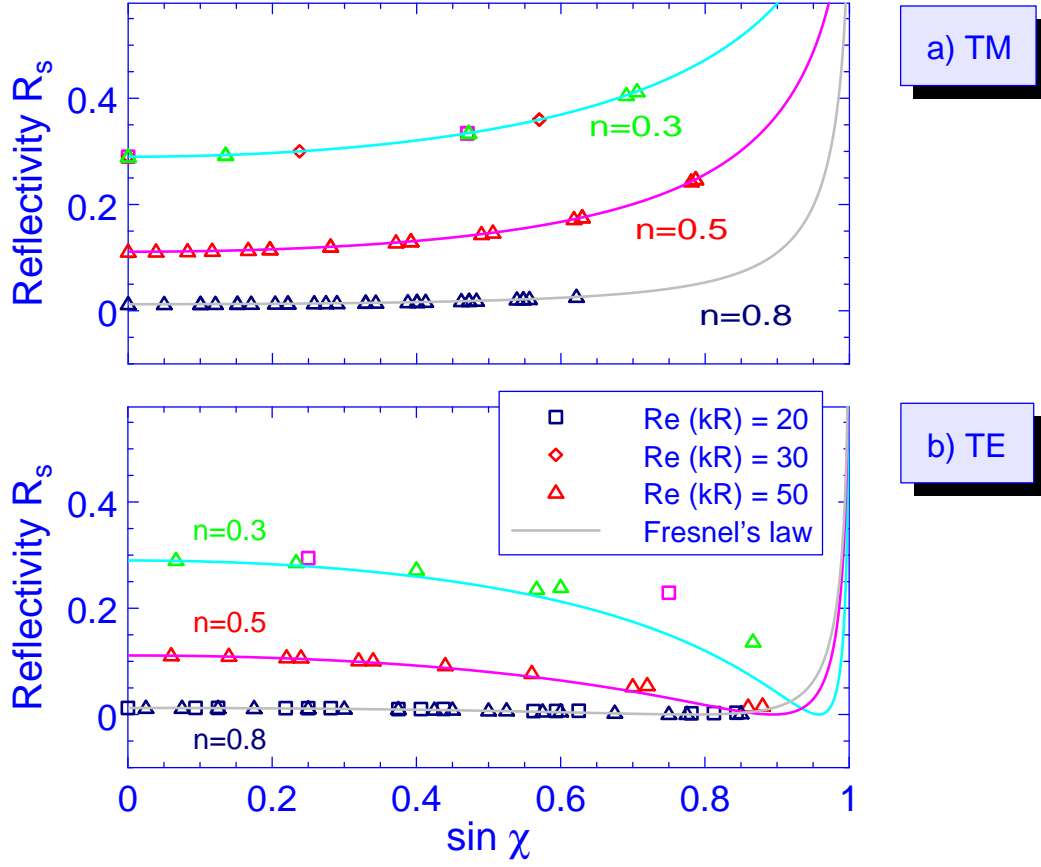 a) TM
Reflectivity R_s
0.4
0.2
0
n=0.3
n=0.5
n=0.8
b) TE
Reflectivity R_s
0.4
0.2
0
Re (kR) = 20
Re (kR) = 30
Re (kR) = 50
Fresnel's law
n=0.3
n=0.5
n=0.8
0 0.2 0.4 0.6 0.8 1
sin χ